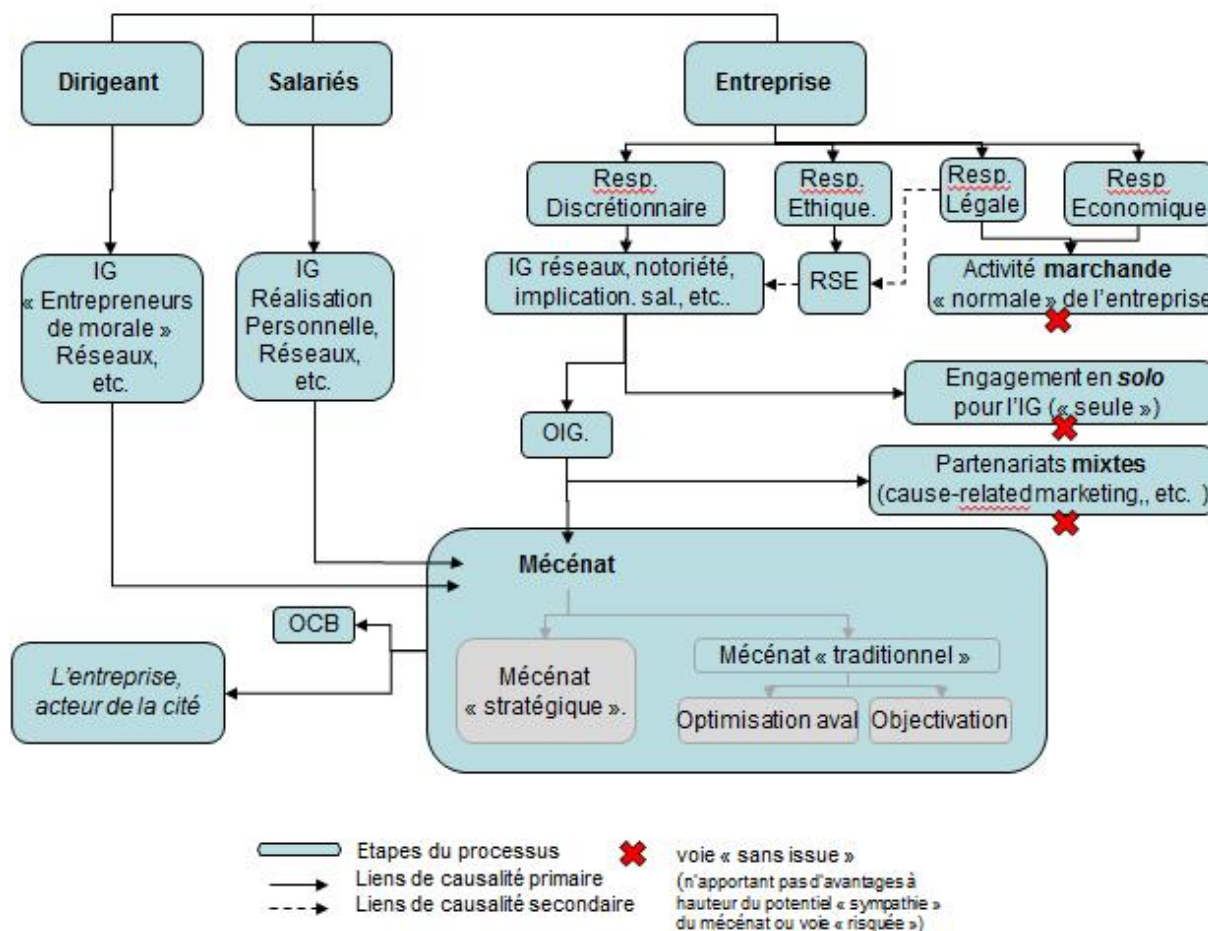 Dirigeant
Salariés
Entreprise
Resp.
Discrétionnaire
Resp.
Ethique.
Resp.
Légale
Resp
Economique
IG
« Entrepreneurs
de morale »
Réseaux,
etc.
IG
Réalisation
Personnelle,
Réseaux,
etc.
IG réseaux, notoriété,
implication. sal., etc..
RSE
Activité marchande
« normale » de l'entreprise
Engagement en solo
pour l'IG (« seule »)
OIG.
Partenariats mixtes
(cause-related marketing,, etc. )
Mécénat
OCB
L'entreprise,
acteur de la cité
Mécénat
« stratégique ».
Mécénat « traditionnel »
Optimisation aval
Objectivation
Etapes du processus
Liens de causalité primaire
Liens de causalité secondaire
voie « sans issue »
(n'apportant pas d'avantages à
hauteur du potentiel « sympathie »
du mécénat ou voie « risquée »)